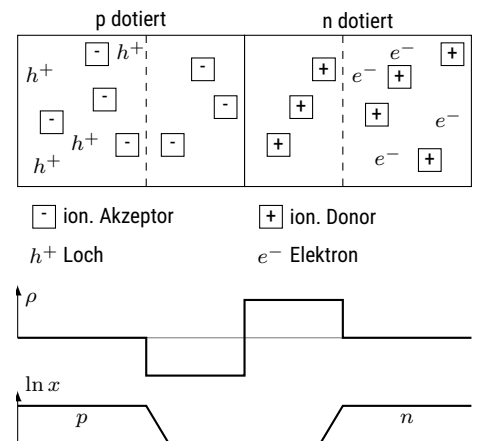 p dotiert n dotiert
h⁺ - h⁺ - + e⁻ + 
e⁻ +
- - + + e⁻
- h⁺ - - + e⁻ +
h⁺
- ion. Akzeptor + ion. Donor
h⁺ Loch e⁻ Elektron
ρ
ln x
p n